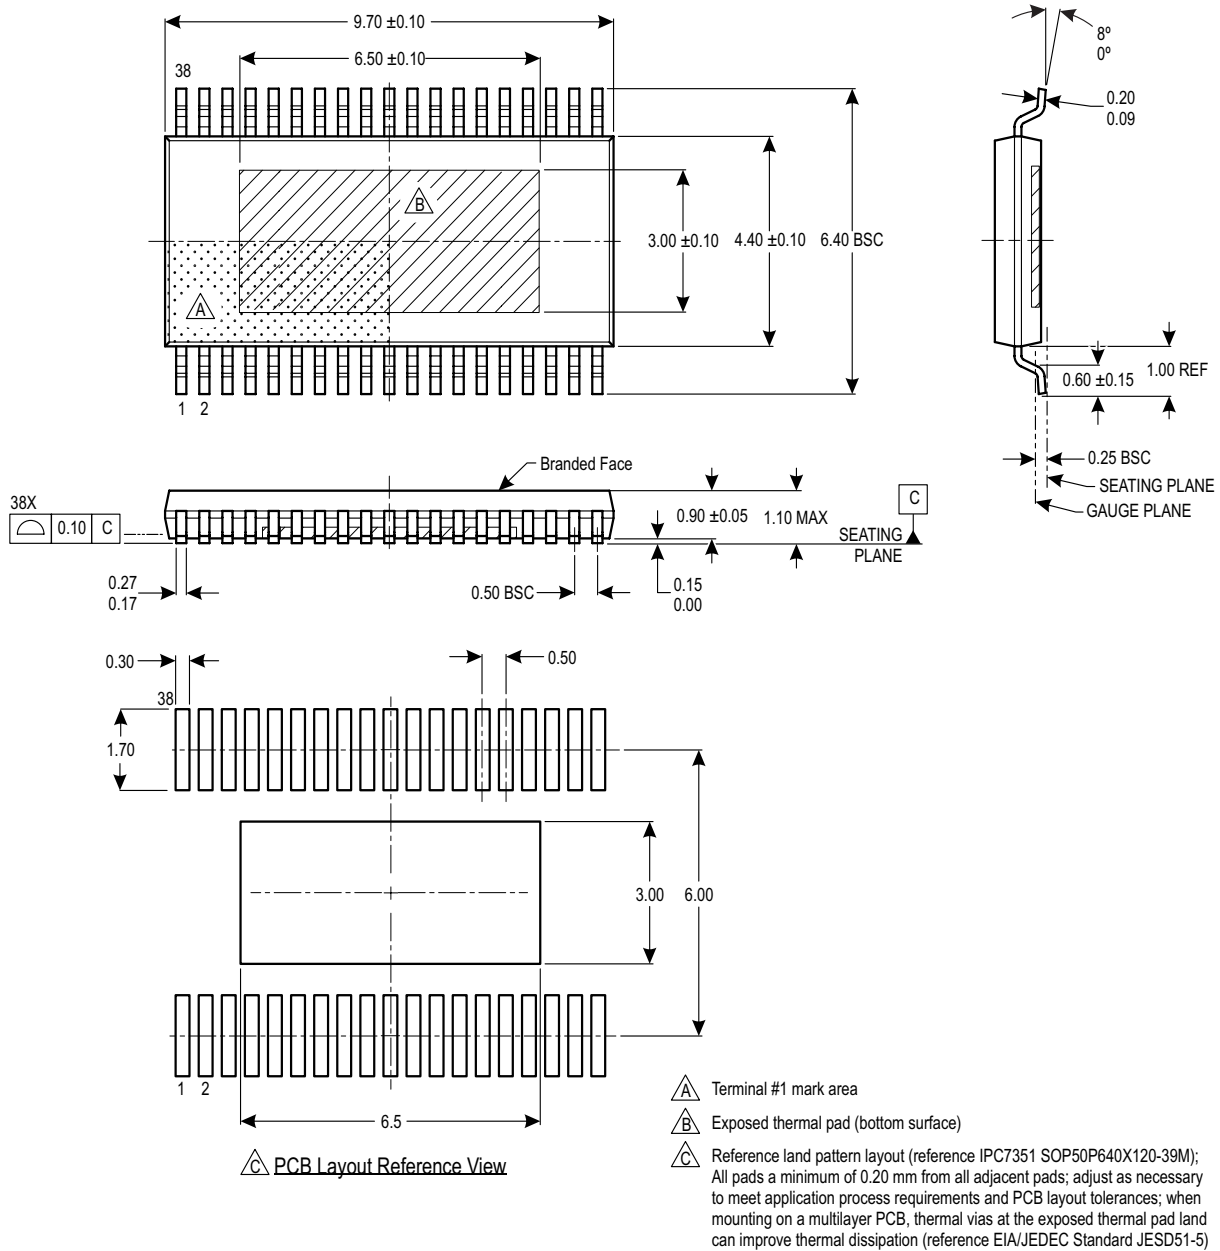 9.70 ±0.10
6.50 ±0.10
38
8º
0º
0.20
0.09
B
3.00 ±0.10
4.40 ±0.10
6.40 BSC
A
1 2
0.60 ±0.15
1.00 REF
0.25 BSC
SEATING PLANE
GAUGE PLANE
Branded Face
38X
0.10 C
0.90 ±0.05
1.10 MAX
C
SEATING
PLANE
0.27
0.17
0.50 BSC
0.15
0.00
0.30
0.50
38
1.70
3.00
6.00
1 2
6.5
C PCB Layout Reference View
A Terminal #1 mark area
B Exposed thermal pad (bottom surface)
C Reference land pattern layout (reference IPC7351 SOP50P640X120-39M);
All pads a minimum of 0.20 mm from all adjacent pads; adjust as necessary
to meet application process requirements and PCB layout tolerances; when
mounting on a multilayer PCB, thermal vias at the exposed thermal pad land
can improve thermal dissipation (reference EIA/JEDEC Standard JESD51-5)